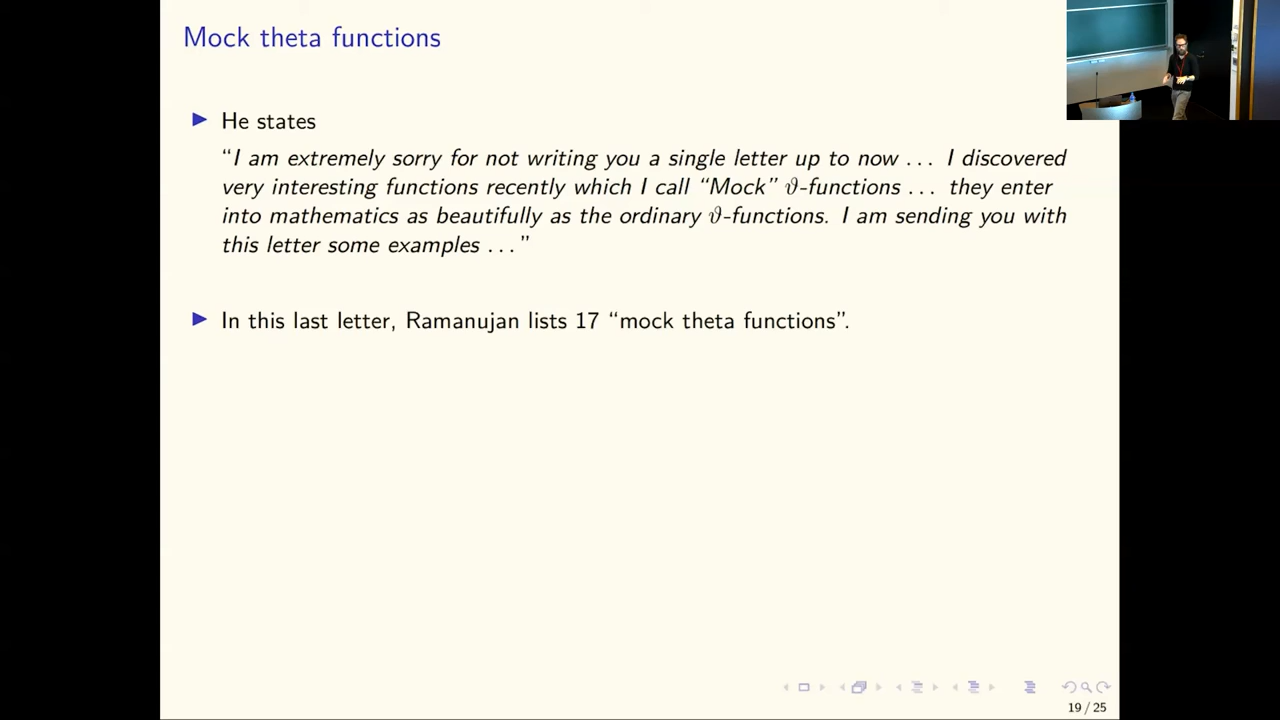 Mock theta functions
He states
“I am extremely sorry for not writing you a single letter up to now . . . I discovered
very interesting functions recently which I call “Mock” ϑ-functions . . . they enter
into mathematics as beautifully as the ordinary ϑ-functions. I am sending you with
this letter some examples . . . ”
In this last letter, Ramanujan lists 17 “mock theta functions”.
19 / 25